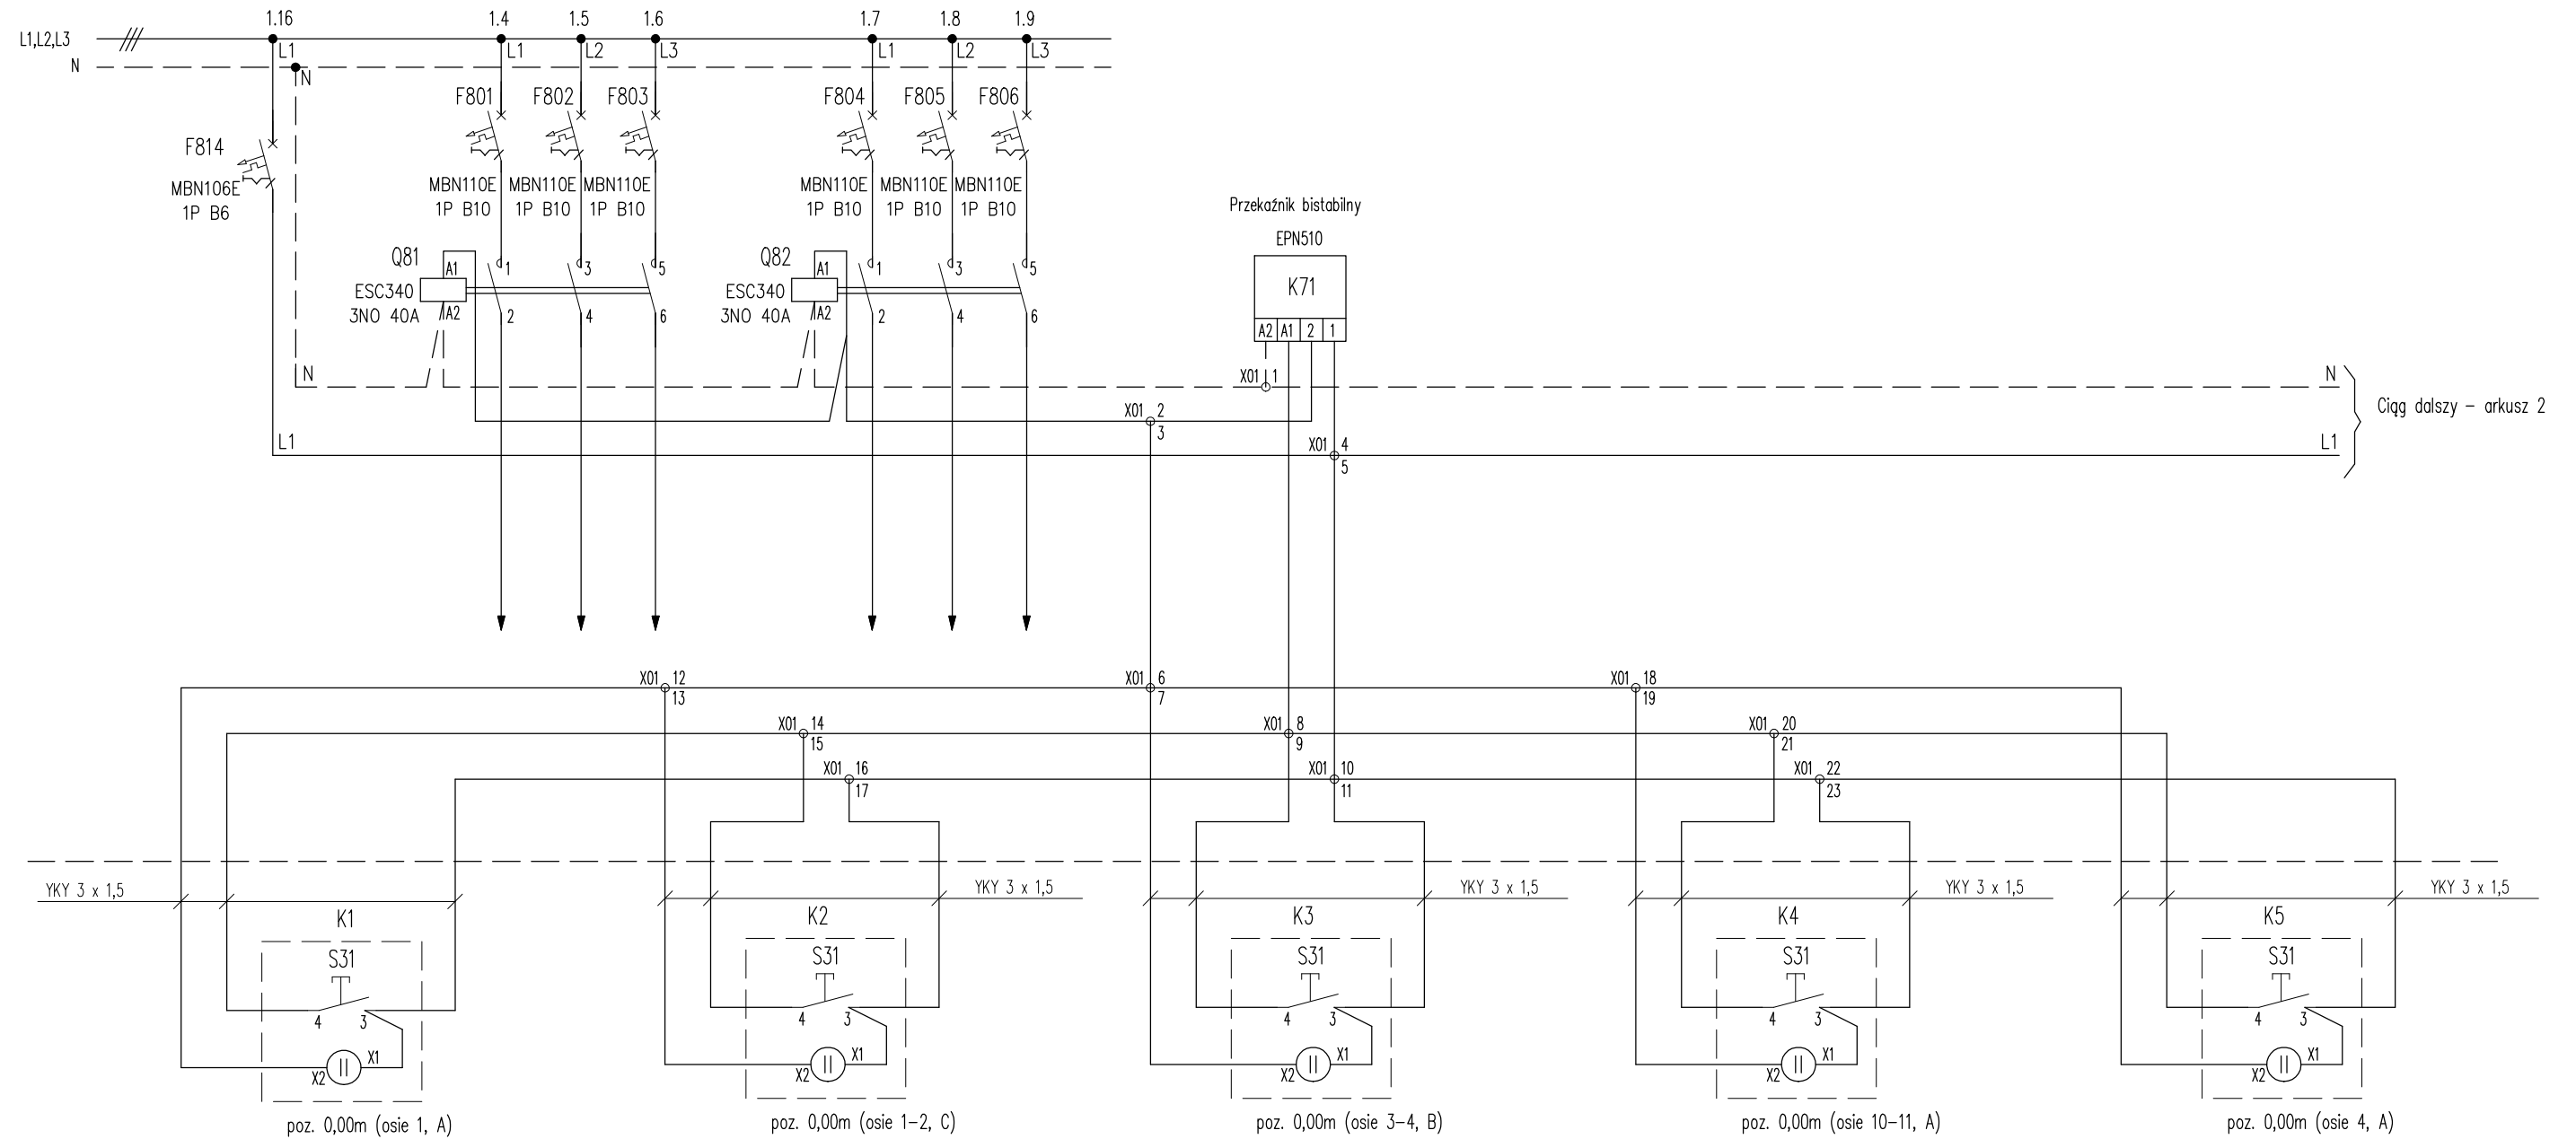 1.16 1.4 1.5 1.6 1.7 1.8 1.9
L1,L2,L3
L1 L1 L2 L3 L1 L2 L3
N
N
F801 F802 F803 F804 F805 F806
F814
MBN106E
1P B6
MBN110E MBN110E MBN110E MBN110E MBN110E MBN110E
1P B10 1P B10 1P B10 1P B10 1P B10 1P B10
Przekaźnik bistabilny
EPN510
K71
A2 A1 2 1
Q81 A1 1 3 5 Q82 A1 1 3 5
ESC340 ESC340
3NO 40A A2 2 4 6 3NO 40A A2 2 4 6
N X01 1 N
X01 2
3
Ciąg dalszy – arkusz 2
L1 X01 4 L1
5
X01 12 X01 6 X01 18
13 7 19
X01 14 X01 8 X01 20
15 9 21
X01 16 X01 10 X01 22
17 11 23
YKY 3 x 1,5 YKY 3 x 1,5 YKY 3 x 1,5 YKY 3 x 1,5 YKY 3 x 1,5
K1 K2 K3 K4 K5
S31 S31 S31 S31 S31
4 3 4 3 4 3 4 3 4 3
X1 X1 X1 X1 X1
X2 X2 X2 X2 X2
poz. 0,00m (osie 1, A) poz. 0,00m (osie 1–2, C) poz. 0,00m (osie 3–4, B) poz. 0,00m (osie 10–11, A) poz. 0,00m (osie 4, A)